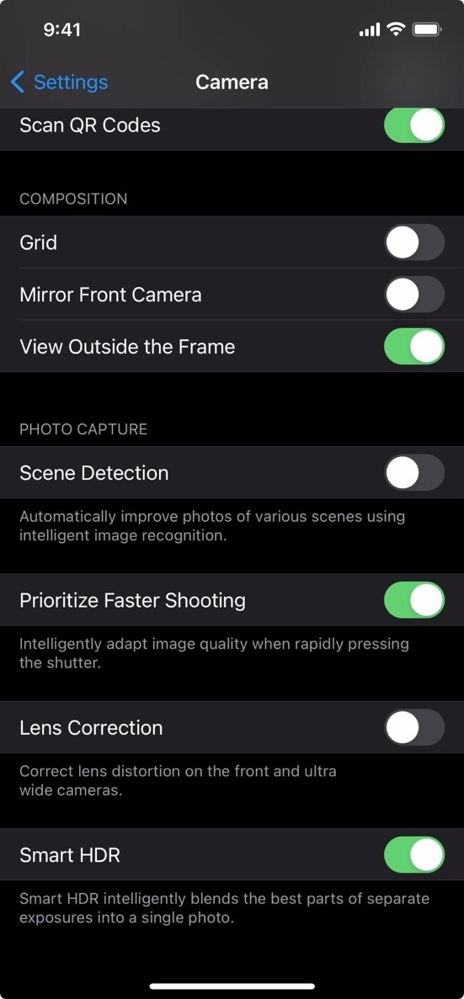 9:41
Settings
Camera
Scan QR Codes
COMPOSITION
Grid
Mirror Front Camera
View Outside the Frame
PHOTO CAPTURE
Scene Detection
Automatically improve photos of various scenes using
intelligent image recognition.
Prioritize Faster Shooting
Intelligently adapt image quality when rapidly pressing
the shutter.
Lens Correction
Correct lens distortion on the front and ultra
wide cameras.
Smart HDR
Smart HDR intelligently blends the best parts of separate
exposures into a single photo.